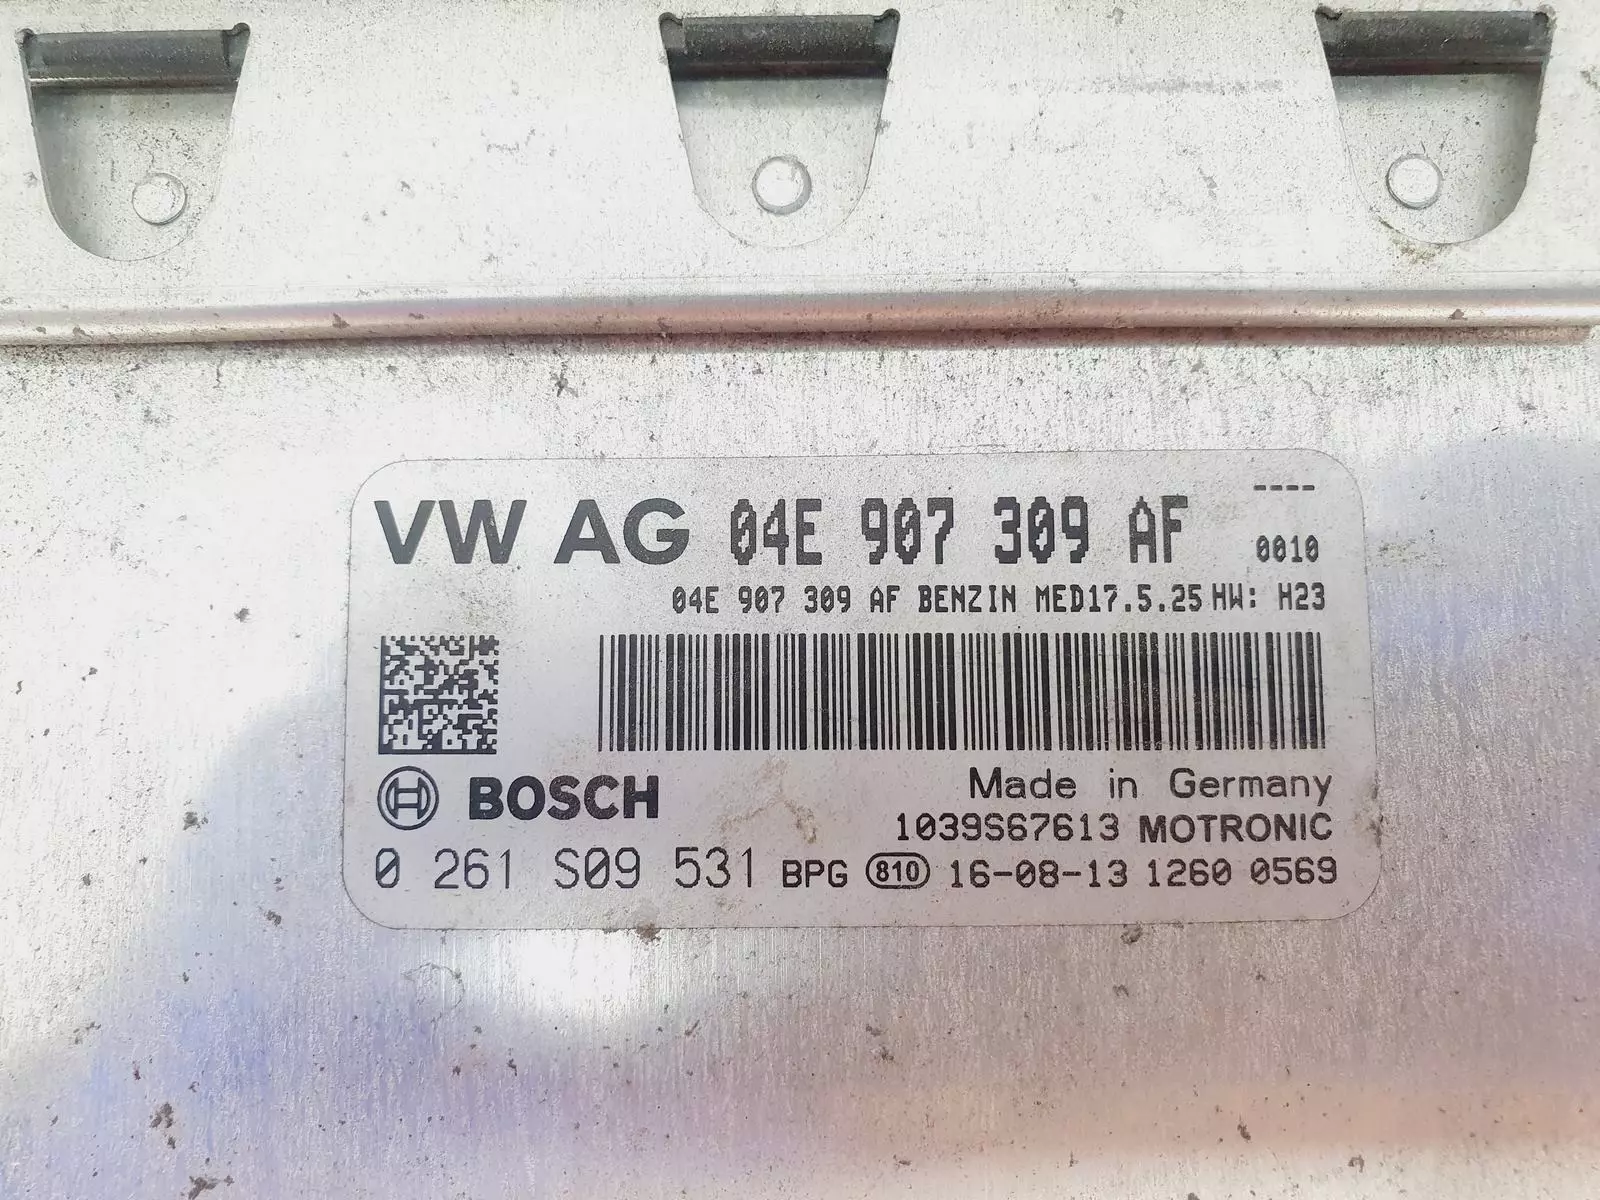 VW AG 04E 907 309 AF ----
0010
04E 907 309 AF BENZIN MED17.5.25 HW: H23
BOSCH
Made in Germany
1039S67613 MOTRONIC
0 261 S09 531 BPG 810 16-08-13 1260 0569